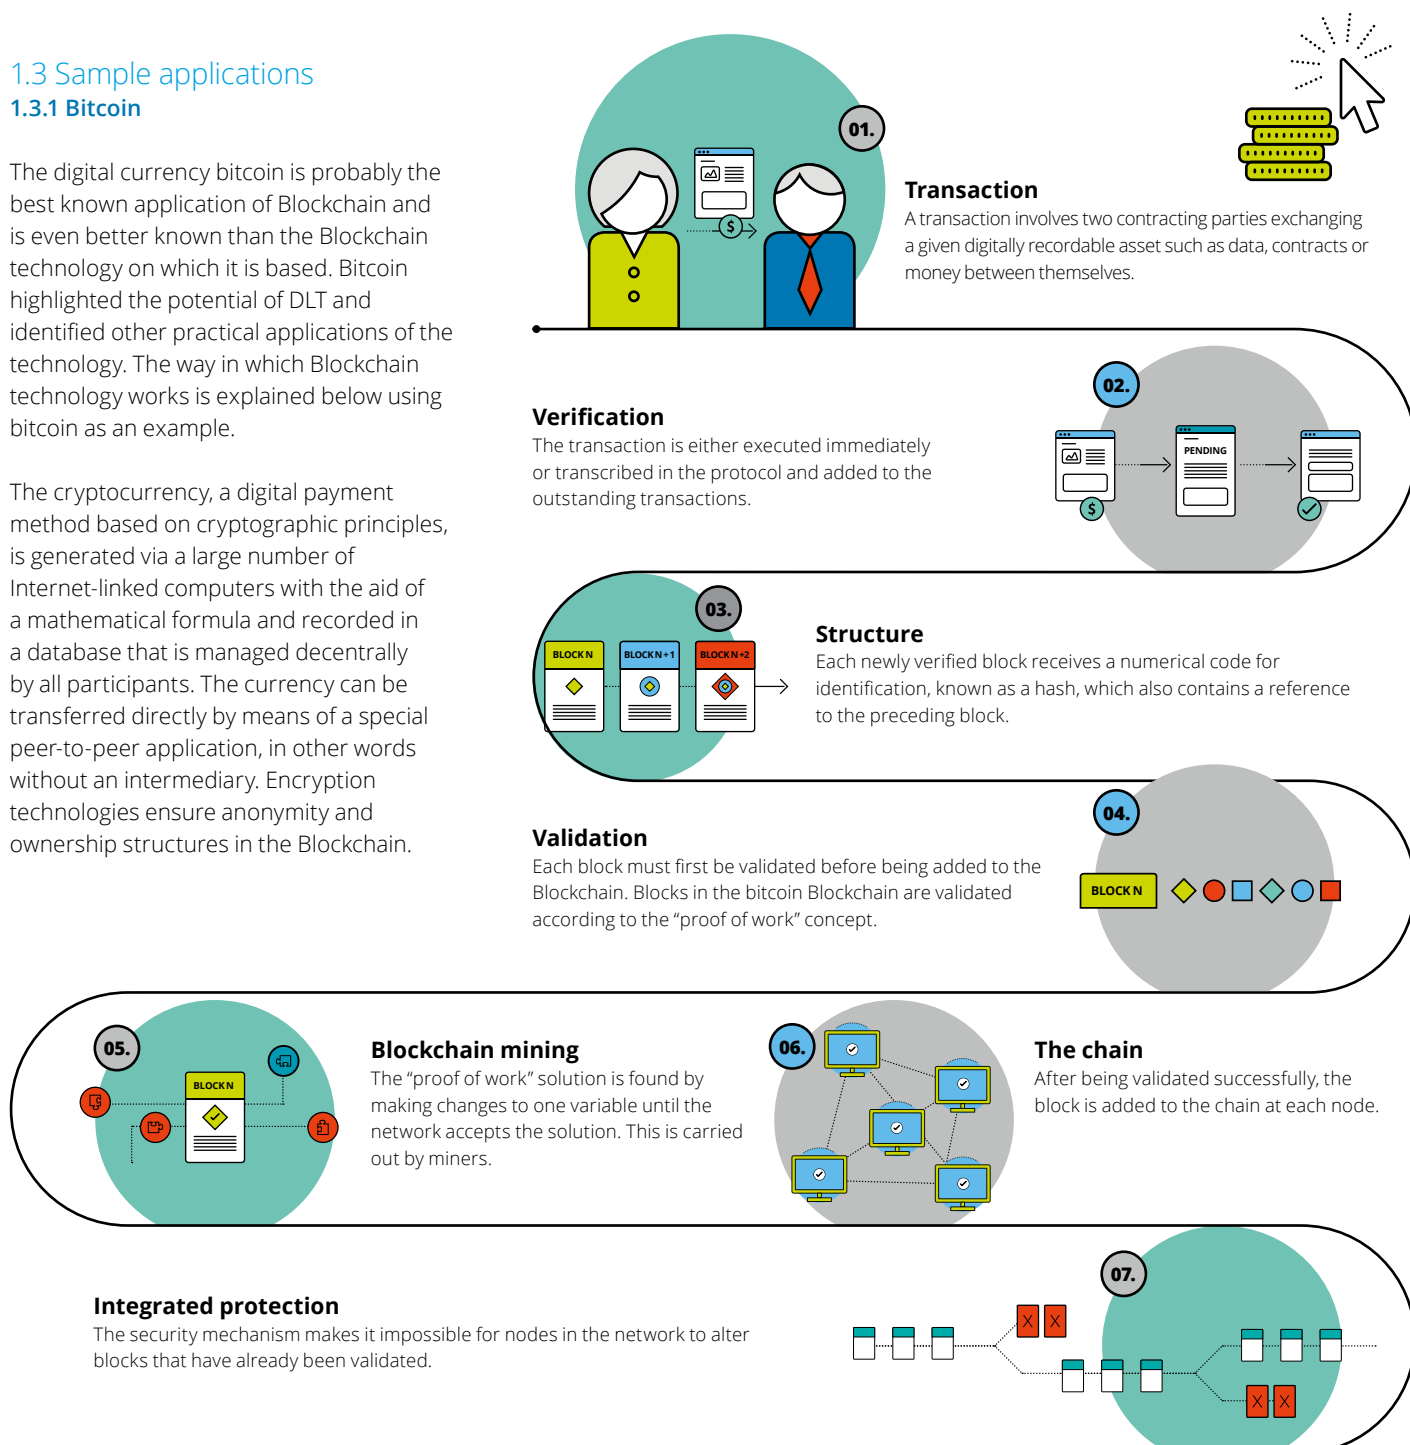 1.3 Sample applications
1.3.1 Bitcoin
The digital currency bitcoin is probably the
best known application of Blockchain and
is even better known than the Blockchain
technology on which it is based. Bitcoin
highlighted the potential of DLT and
identified other practical applications of the
technology. The way in which Blockchain
technology works is explained below using
bitcoin as an example.
The cryptocurrency, a digital payment
method based on cryptographic principles,
is generated via a large number of
Internet-linked computers with the aid of
a mathematical formula and recorded in
a database that is managed decentrally
by all participants. The currency can be
transferred directly by means of a special
peer-to-peer application, in other words
without an intermediary. Encryption
technologies ensure anonymity and
ownership structures in the Blockchain.
01.
$
Transaction
A transaction involves two contracting parties exchanging
a given digitally recordable asset such as data, contracts or
money between themselves.
02.
Verification
The transaction is either executed immediately
or transcribed in the protocol and added to the
outstanding transactions.
$
PENDING
03.
BLOCK N
BLOCK N+1
BLOCK N+2
Structure
Each newly verified block receives a numerical code for
identification, known as a hash, which also contains a reference
to the preceding block.
04.
Validation
Each block must first be validated before being added to the
Blockchain. Blocks in the bitcoin Blockchain are validated
according to the “proof of work” concept.
BLOCK N
05.
BLOCK N
Blockchain mining
The “proof of work” solution is found by
making changes to one variable until the
network accepts the solution. This is carried
out by miners.
06.
The chain
After being validated successfully, the
block is added to the chain at each node.
07.
Integrated protection
The security mechanism makes it impossible for nodes in the network to alter
blocks that have already been validated.
X X
X X